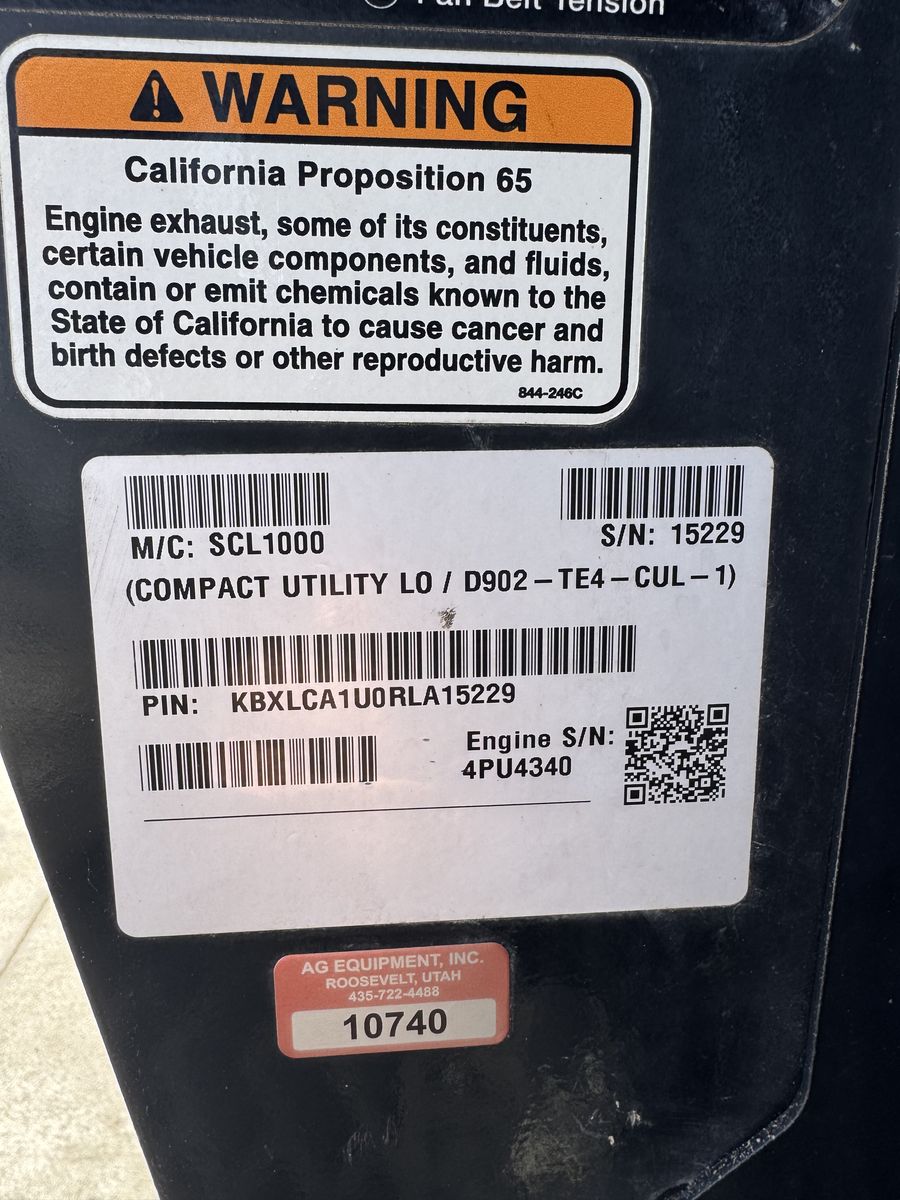 Fan Belt Tension
WARNING
California Proposition 65
Engine exhaust, some of its constituents,
certain vehicle components, and fluids,
contain or emit chemicals known to the
State of California to cause cancer and
birth defects or other reproductive harm.
844-246C
M/C: SCL1000
S/N: 15229
(COMPACT UTILITY LO / D902-TE4-CUL-1)
PIN: KBXLCA1U0RLA15229
Engine S/N:
4PU4340
AG EQUIPMENT, INC.
ROOSEVELT, UTAH
435-722-4488
10740